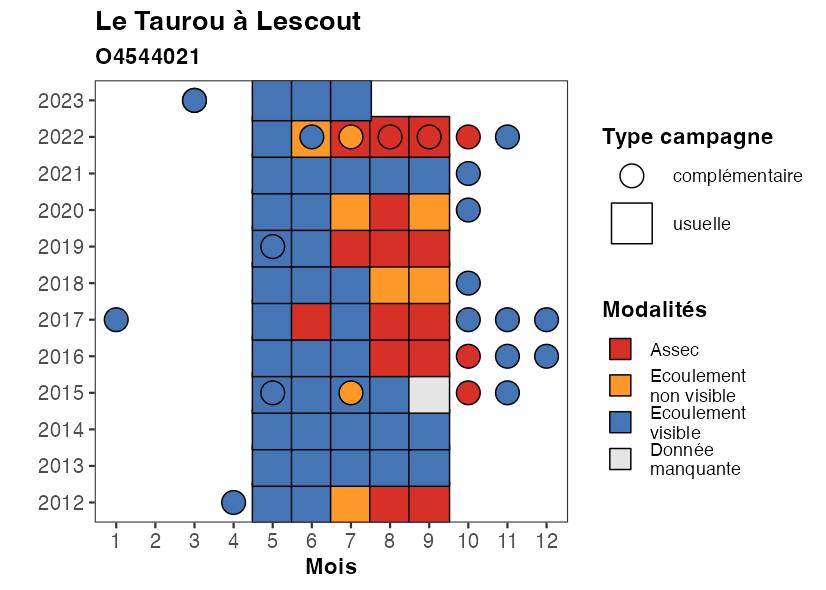 Le Taurou à Lescout
O4544021
2023
2022
2021
2020
2019
2018
2017
2016
2015
2014
2013
2012
1 2 3 4 5 6 7 8 9 10 11 12
Mois
Type campagne
complémentaire
usuelle
Modalités
Assec
Ecoulement
non visible
Ecoulement
visible
Donnée
manquante